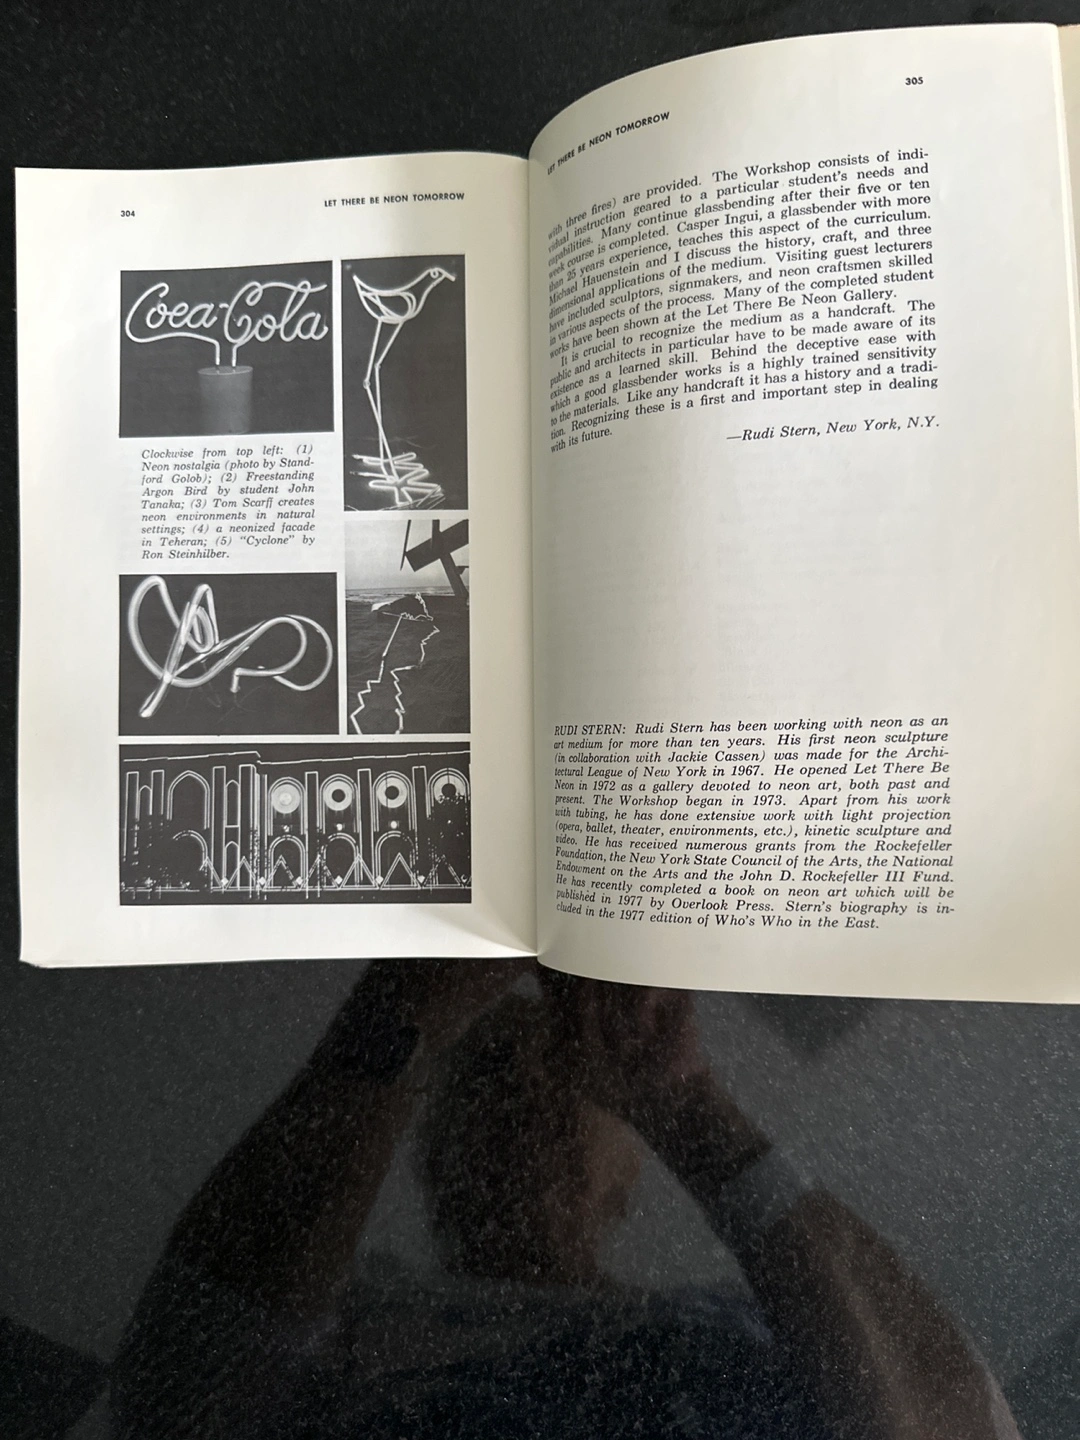 304
LET THERE BE NEON TOMORROW
Coca-Cola
Clockwise from top left: (1)
Neon nostalgia (photo by Stand-
ford Golob); (2) Freestanding
Argon Bird by student John
Tanaka; (3) Tom Scarff creates
neon environments in natural
settings; (4) a neonized facade
in Teheran; (5) "Cyclone" by
Ron Steinhilber.
305
LET THERE BE NEON TOMORROW
with three fires) are provided. The Workshop consists of indi-
vidual instruction geared to a particular student's needs and
capabilities. Many continue glassbending after their five or ten
week course is completed. Casper Ingui, a glassbender with more
than 25 years experience, teaches this aspect of the curriculum.
Michael Hauenstein and I discuss the history, craft, and three
dimensional applications of the medium. Visiting guest lecturers
have included sculptors, signmakers, and neon craftsmen skilled
in various aspects of the process. Many of the completed student
works have been shown at the Let There Be Neon Gallery.
It is crucial to recognize the medium as a handcraft. The
public and architects in particular have to be made aware of its
existence as a learned skill. Behind the deceptive ease with
which a good glassbender works is a highly trained sensitivity
to the materials. Like any handcraft it has a history and a tradi-
tion. Recognizing these is a first and important step in dealing
with its future.
—Rudi Stern, New York, N.Y.
RUDI STERN: Rudi Stern has been working with neon as an
art medium for more than ten years. His first neon sculpture
(in collaboration with Jackie Cassen) was made for the Archi-
tectural League of New York in 1967. He opened Let There Be
Neon in 1972 as a gallery devoted to neon art, both past and
present. The Workshop began in 1973. Apart from his work
with tubing, he has done extensive work with light projection
(opera, ballet, theater, environments, etc.), kinetic sculpture and
video. He has received numerous grants from the Rockefeller
Foundation, the New York State Council of the Arts, the National
Endowment on the Arts and the John D. Rockefeller III Fund.
He has recently completed a book on neon art which will be
published in 1977 by Overlook Press. Stern's biography is in-
cluded in the 1977 edition of Who's Who in the East.